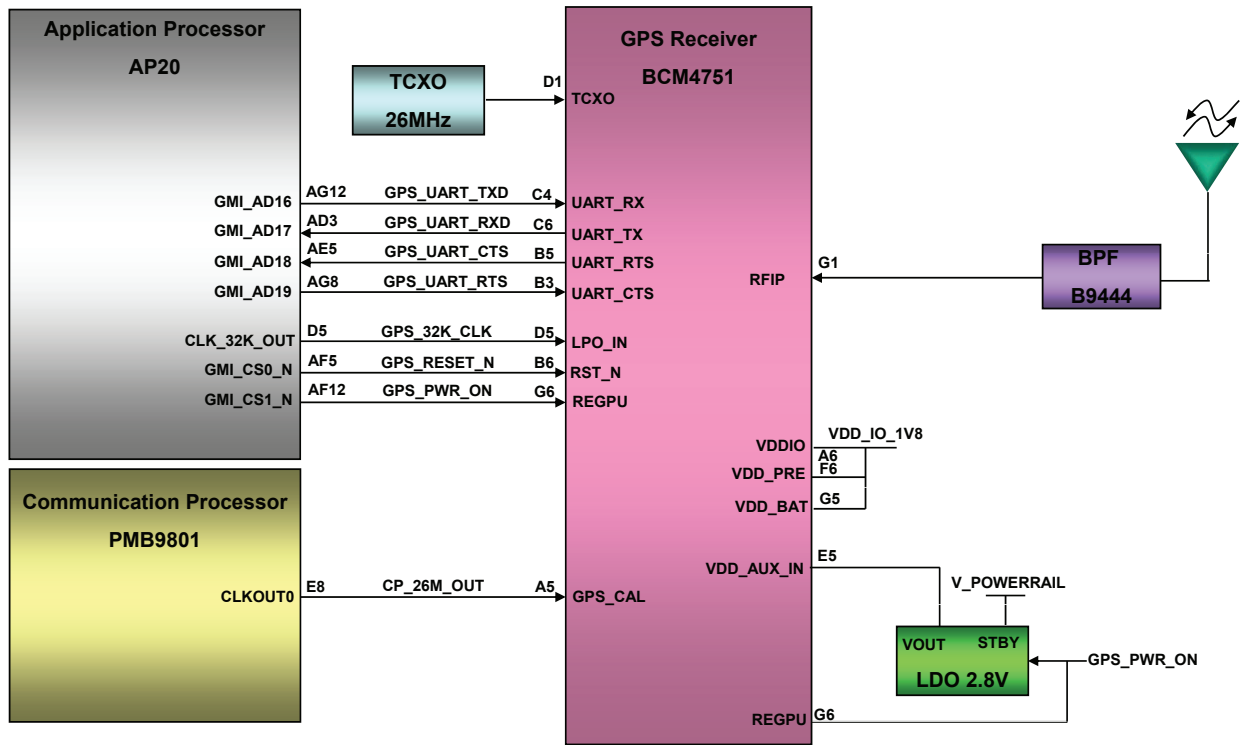 Application Processor
AP20
GMI_AD16
GMI_AD17
GMI_AD18
GMI_AD19
CLK_32K_OUT
GMI_CS0_N
GMI_CS1_N
Communication Processor
PMB9801
CLKOUT0
TCXO
26MHz
AG12 GPS_UART_TXD C4
AD3 GPS_UART_RXD C6
AE5 GPS_UART_CTS B5
AG8 GPS_UART_RTS B3
D5 GPS_32K_CLK D5
AF5 GPS_RESET_N B6
AF12 GPS_PWR_ON G6
E8 CP_26M_OUT A5
D1
GPS Receiver
BCM4751
TCXO
UART_RX
UART_TX
UART_RTS
UART_CTS
LPO_IN
RST_N
REGPU
GPS_CAL
RFIP
VDDIO
VDD_PRE
VDD_BAT
VDD_AUX_IN
REGPU
G1
BPF
B9444
VDD_IO_1V8
A6
F6
G5
E5
V_POWERRAIL
VOUT STBY
LDO 2.8V
GPS_PWR_ON
G6